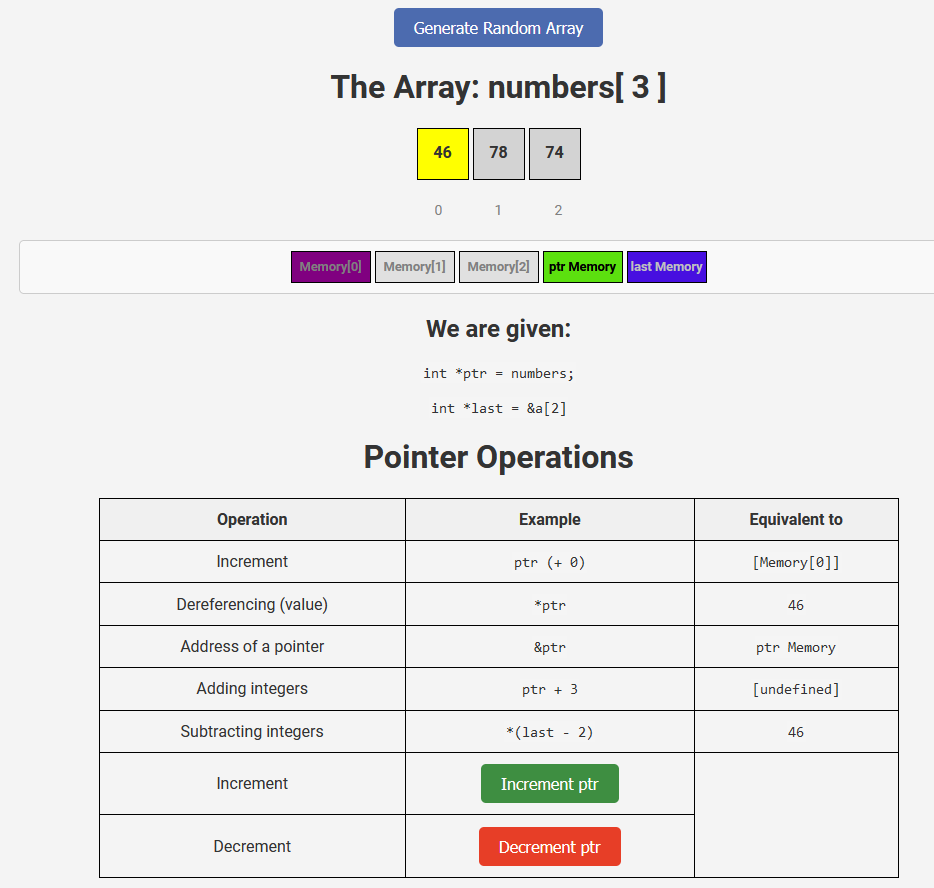 Generate Random Array
The Array: numbers[ 3 ]
46 78 74
0 1 2
Memory[0] Memory[1] Memory[2] ptr Memory last Memory
We are given:
int *ptr = numbers;
int *last = &a[2]
Pointer Operations
Operation Example Equivalent to
Increment ptr (+ 0) [Memory[0]]
Dereferencing (value) *ptr 46
Address of a pointer &ptr ptr Memory
Adding integers ptr + 3 [undefined]
Subtracting integers *(last - 2) 46
Increment Increment ptr
Decrement Decrement ptr